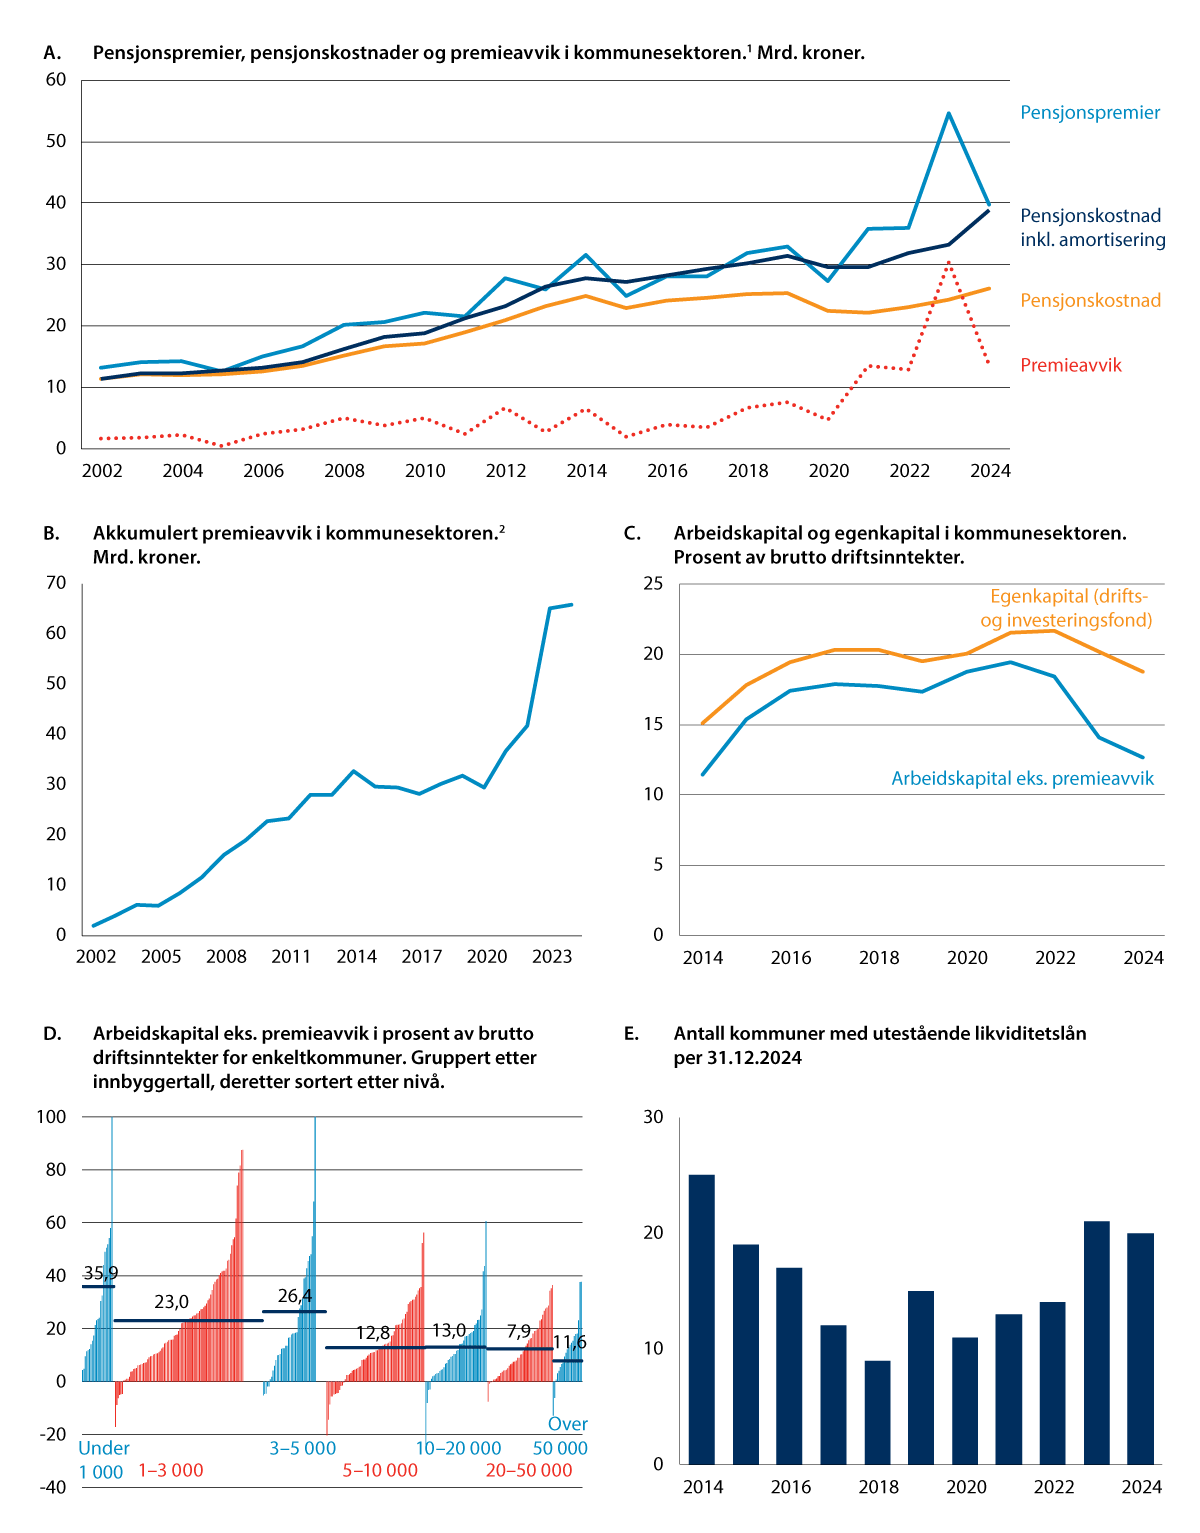 A. Pensjonspremier, pensjonskostnader og premieavvik i kommunesektoren.¹ Mrd. kroner.
60
50
40
30
20
10
0
Pensjonspremier
Pensjonskostnad
inkl. amortisering
Pensjonskostnad
Premieavvik
2002 2004 2006 2008 2010 2012 2014 2016 2018 2020 2022 2024
B. Akkumulert premieavvik i kommunesektoren.²
Mrd. kroner.
70
60
50
40
30
20
10
0
2002 2005 2008 2011 2014 2017 2020 2023
C. Arbeidskapital og egenkapital i kommunesektoren.
Prosent av brutto driftsinntekter.
25
20
15
10
5
0
Egenkapital (drifts-
og investeringsfond)
Arbeidskapital eks. premieavvik
2014 2016 2018 2020 2022 2024
D. Arbeidskapital eks. premieavvik i prosent av brutto
driftsinntekter for enkeltkommuner. Gruppert etter
innbyggertall, deretter sortert etter nivå.
100
80
60
40
20
0
-20
-40
35,9
23,0
26,4
12,8
13,0
7,9
11,6
Under
1 000
1–3 000
3–5 000
5–10 000
10–20 000
20–50 000
Over
50 000
E. Antall kommuner med utestående likviditetslån
per 31.12.2024
30
20
10
0
2014 2016 2018 2020 2022 2024